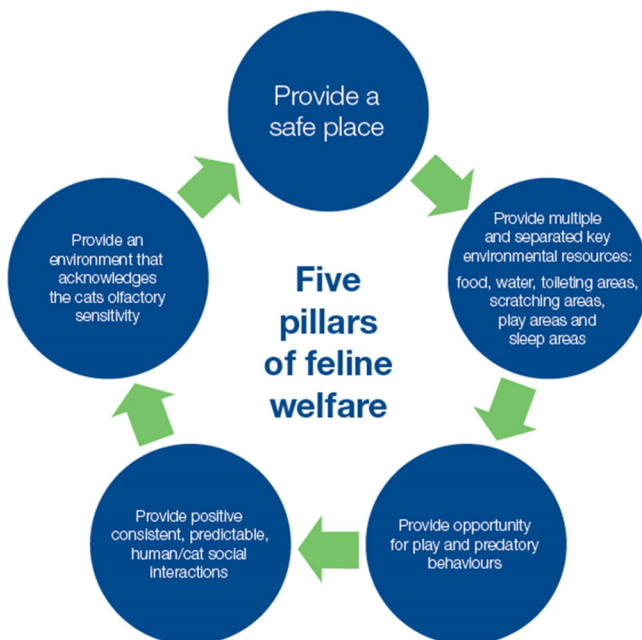 Provide a
safe place
Provide multiple
and separated key
environmental resources:
food, water, toileting areas,
scratching areas,
play areas and
sleep areas
Provide opportunity
for play and predatory
behaviours
Provide positive
consistent, predictable,
human/cat social
interactions
Provide an
environment that
acknowledges
the cats olfactory
sensitivity
Five
pillars
of feline
welfare